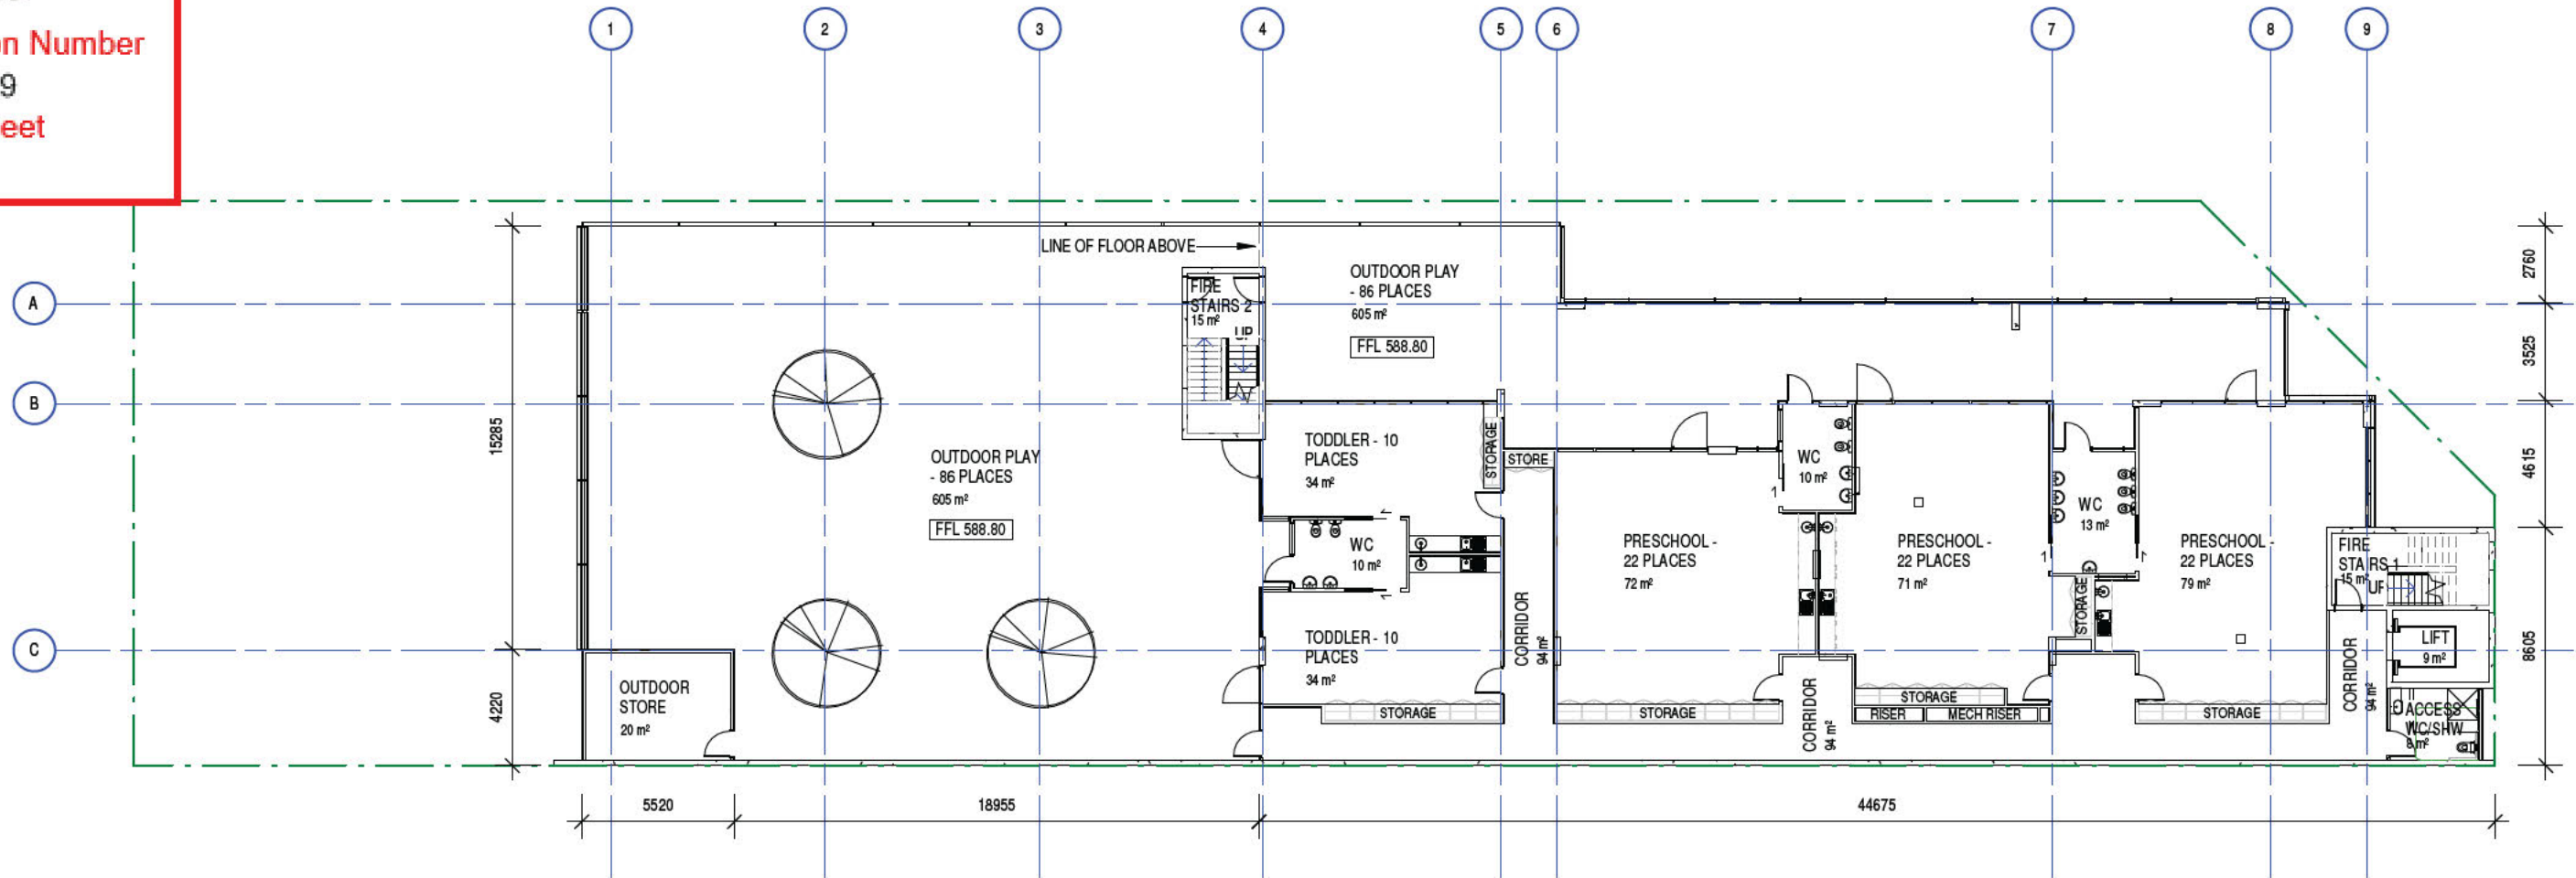 on Number
9
eet
1
2
3
4
5
6
7
8
9
A
B
C
LINE OF FLOOR ABOVE
OUTDOOR PLAY
- 86 PLACES
605 m²
FFL 588.80
FIRE
STAIRS 2
15 m²
UP
2760
3525
4615
8605
15285
4220
OUTDOOR PLAY
- 86 PLACES
605 m²
FFL 588.80
TODDLER - 10
PLACES
34 m²
STORAGE
STORE
WC
10 m²
TODDLER - 10
PLACES
34 m²
STORAGE
CORRIDOR
94 m²
PRESCHOOL -
22 PLACES
72 m²
STORAGE
WC
10 m²
CORRIDOR
94 m²
PRESCHOOL -
22 PLACES
71 m²
STORAGE
RISER
MECH RISER
WC
13 m²
STORAGE
PRESCHOOL -
22 PLACES
79 m²
STORAGE
FIRE
STAIRS 1
15 m²
UP
LIFT
9 m²
CORRIDOR
94 m²
ACCESS
WC/SHW
8 m²
OUTDOOR
STORE
20 m²
5520
18955
44675